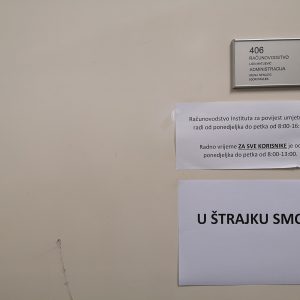 406
RAČUNOVODSTVO
ADMINISTRACIJA
Računovodstvo Instituta za povijest umjetn
radi od ponedjeljka do petka od 8:00-16:
Radno vrijeme ZA SVE KORISNIKE je od
ponedjeljka do petka od 8:00-13:00.
U ŠTRAJKU SMO